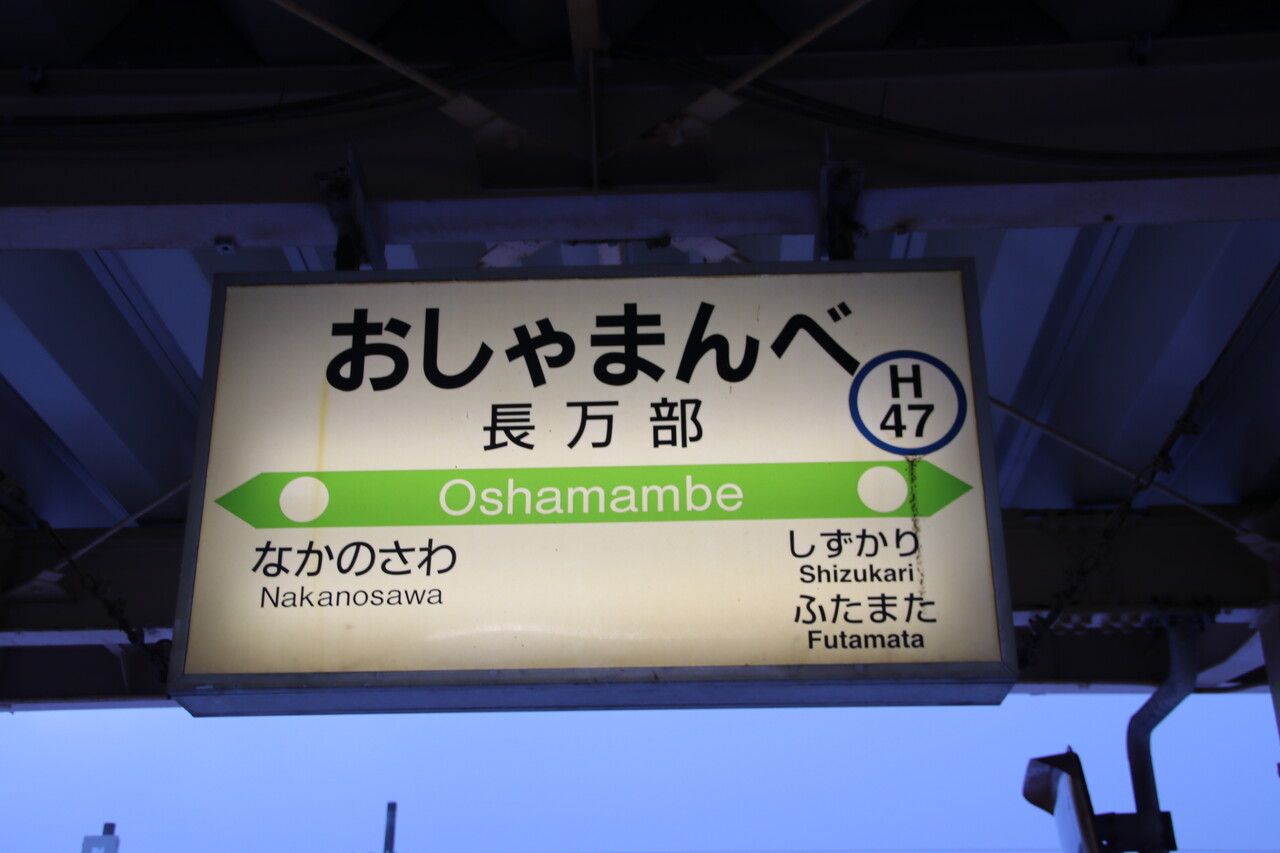 おしゃまんべ
長万部
H
47
Oshamambe
なかのさわ
Nakanosawa
しずかり
Shizukari
ふたまた
Futamata